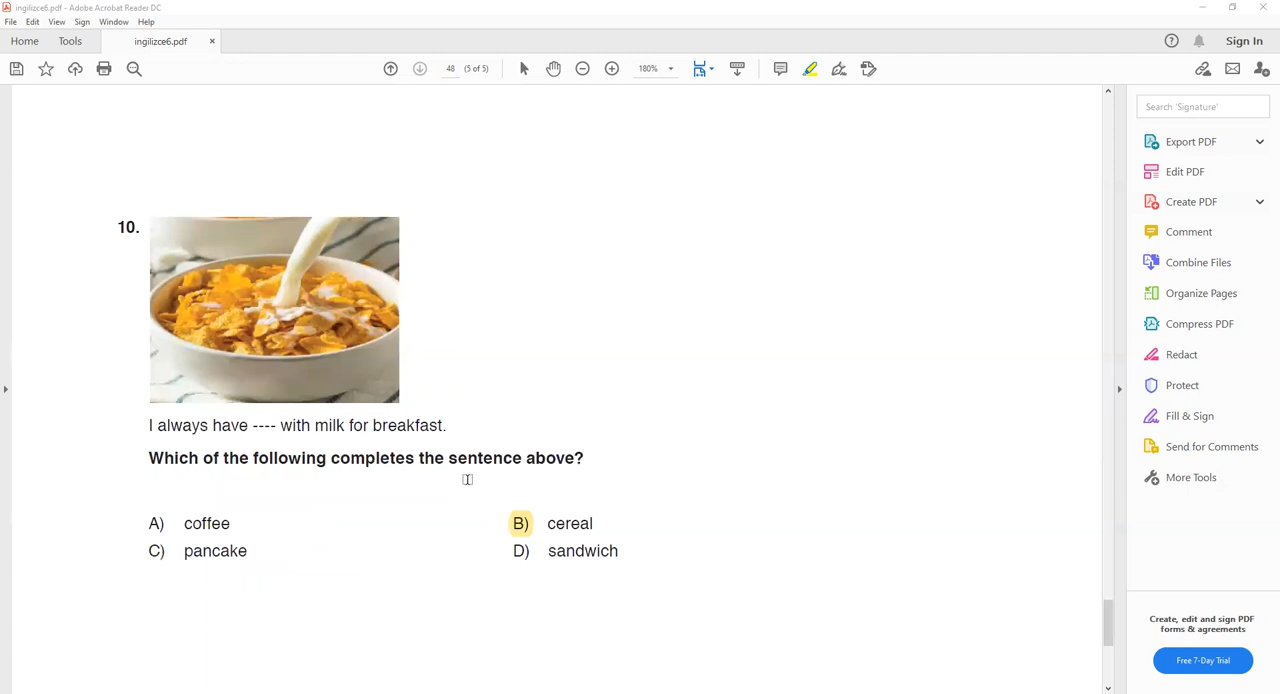 ingilizce6.pdf - Adobe Acrobat Reader DC
File Edit View Sign Window Help
Home Tools ingilizce6.pdf × Sign In
48 (5 of 5) 180%
Search 'Signature'
Export PDF
Edit PDF
Create PDF
Comment
Combine Files
Organize Pages
Compress PDF
Redact
Protect
Fill & Sign
Send for Comments
More Tools
Create, edit and sign PDF
forms & agreements
Free 7-Day Trial
10.
I always have ---- with milk for breakfast.
Which of the following completes the sentence above?
A) coffee B) cereal
C) pancake D) sandwich